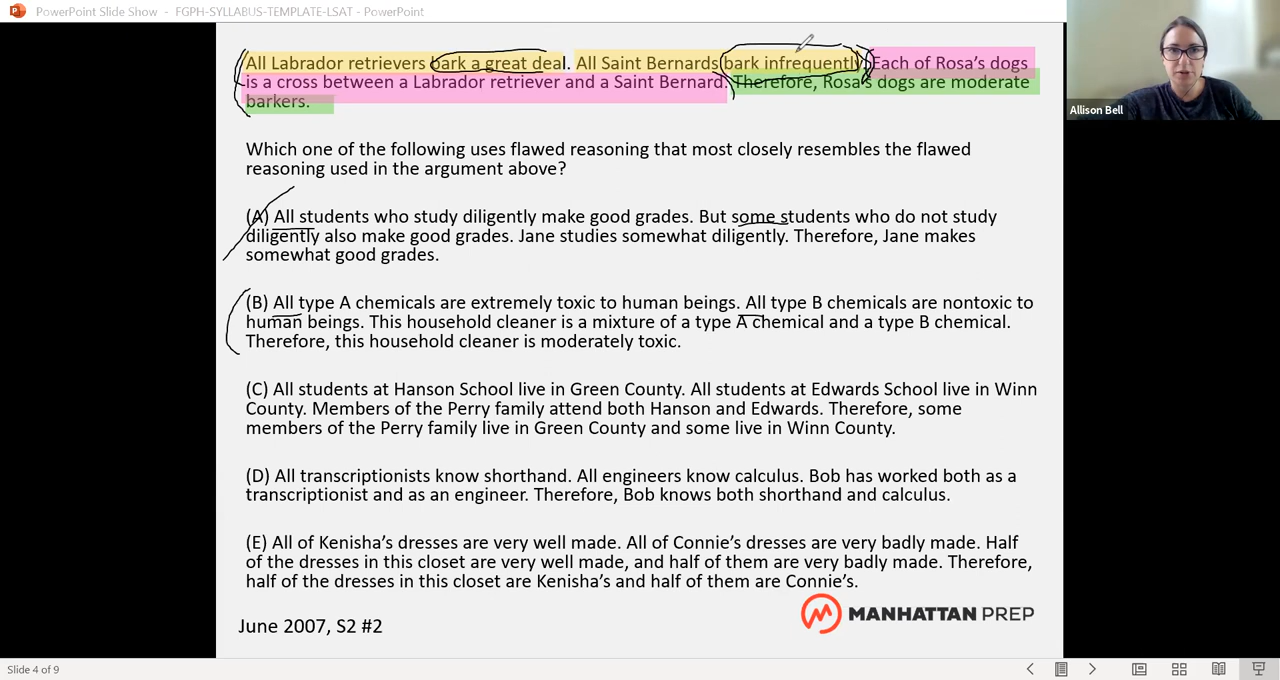 PowerPoint Slide Show - FGPH-SYLLABUS-TEMPLATE-LSAT - PowerPoint
All Labrador retrievers bark a great deal. All Saint Bernards bark infrequently. Each of Rosa's dogs
is a cross between a Labrador retriever and a Saint Bernard. Therefore, Rosa's dogs are moderate
barkers.
Allison Bell
Which one of the following uses flawed reasoning that most closely resembles the flawed
reasoning used in the argument above?
(A) All students who study diligently make good grades. But some students who do not study
diligently also make good grades. Jane studies somewhat diligently. Therefore, Jane makes
somewhat good grades.
(B) All type A chemicals are extremely toxic to human beings. All type B chemicals are nontoxic to
human beings. This household cleaner is a mixture of a type A chemical and a type B chemical.
Therefore, this household cleaner is moderately toxic.
(C) All students at Hanson School live in Green County. All students at Edwards School live in Winn
County. Members of the Perry family attend both Hanson and Edwards. Therefore, some
members of the Perry family live in Green County and some live in Winn County.
(D) All transcriptionists know shorthand. All engineers know calculus. Bob has worked both as a
transcriptionist and as an engineer. Therefore, Bob knows both shorthand and calculus.
(E) All of Kenisha's dresses are very well made. All of Connie's dresses are very badly made. Half
of the dresses in this closet are very well made, and half of them are very badly made. Therefore,
half of the dresses in this closet are Kenisha's and half of them are Connie's.
MANHATTAN PREP
June 2007, S2 #2
Slide 4 of 9